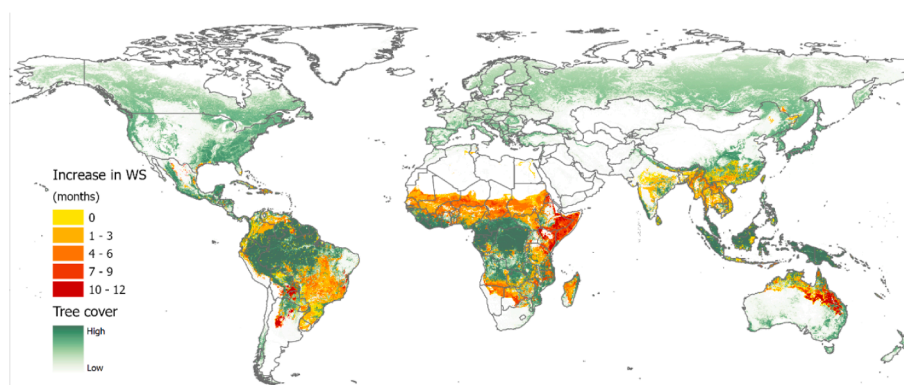 Increase in WS
(months)
0
1 - 3
4 - 6
7 - 9
10 - 12
Tree cover
High
Low